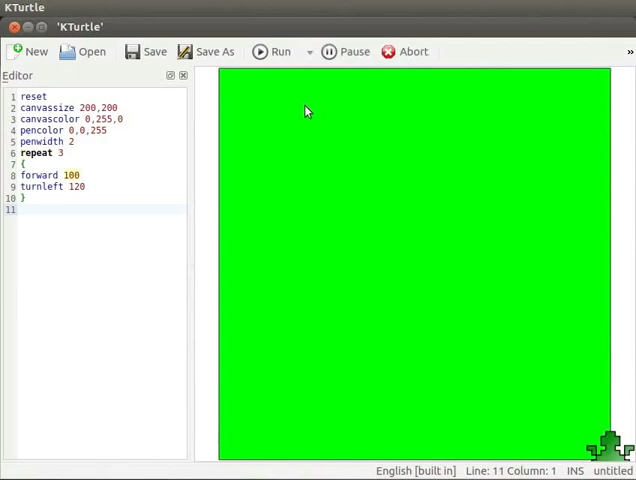 KTurtle
'KTurtle'
New Open Save Save As Run Pause Abort »
Editor
1 reset
2 canvassize 200,200
3 canvascolor 0,255,0
4 pencolor 0,0,255
5 penwidth 2
6 repeat 3
7 {
8 forward 100
9 turnleft 120
10 }
11
English [built in] Line: 11 Column: 1 INS untitled